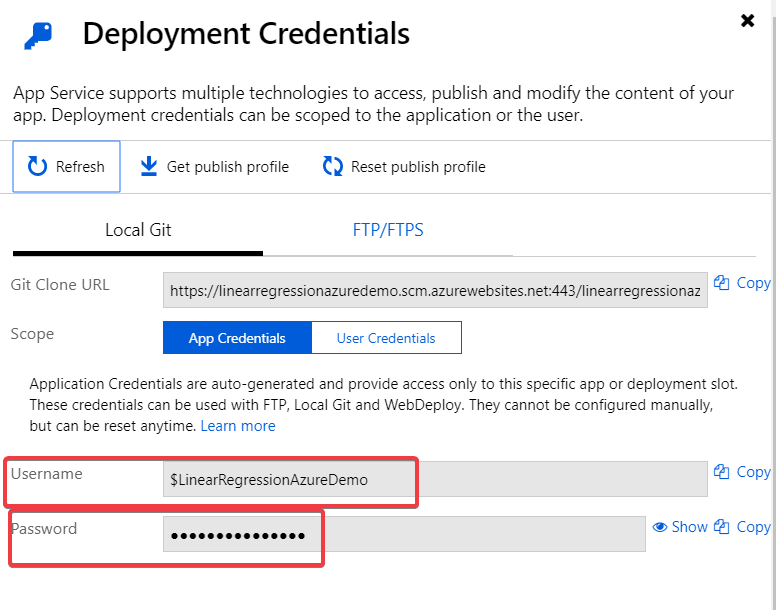 Deployment Credentials
App Service supports multiple technologies to access, publish and modify the content of your
app. Deployment credentials can be scoped to the application or the user.
Refresh
Get publish profile
Reset publish profile
Local Git
FTP/FTPS
Git Clone URL
https://linearregressionazuredemo.scm.azurewebsites.net:443/linearregressionaz
Copy
Scope
App Credentials
User Credentials
Application Credentials are auto-generated and provide access only to this specific app or deployment slot.
These credentials can be used with FTP, Local Git and WebDeploy. They cannot be configured manually,
but can be reset anytime. Learn more
Username
$LinearRegressionAzureDemo
Copy
Password
●●●●●●●●●●●●●●●
Show
Copy